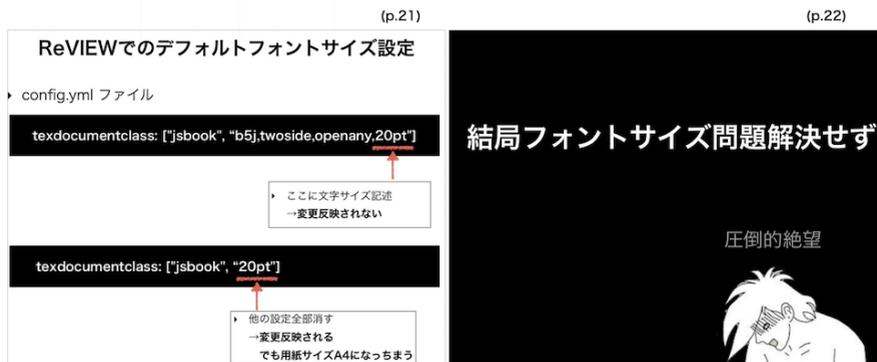 (p.21)
ReVIEWでのデフォルトフォントサイズ設定
config.yml ファイル
texdocumentclass: ["jsbook", “b5j,twoside,openany,20pt"]
ここに文字サイズ記述
→変更反映されない
texdocumentclass: ["jsbook", “20pt"]
他の設定全部消す
→変更反映される
でも用紙サイズA4になっちまう
(p.22)
結局フォントサイズ問題解決せず
圧倒的絶望